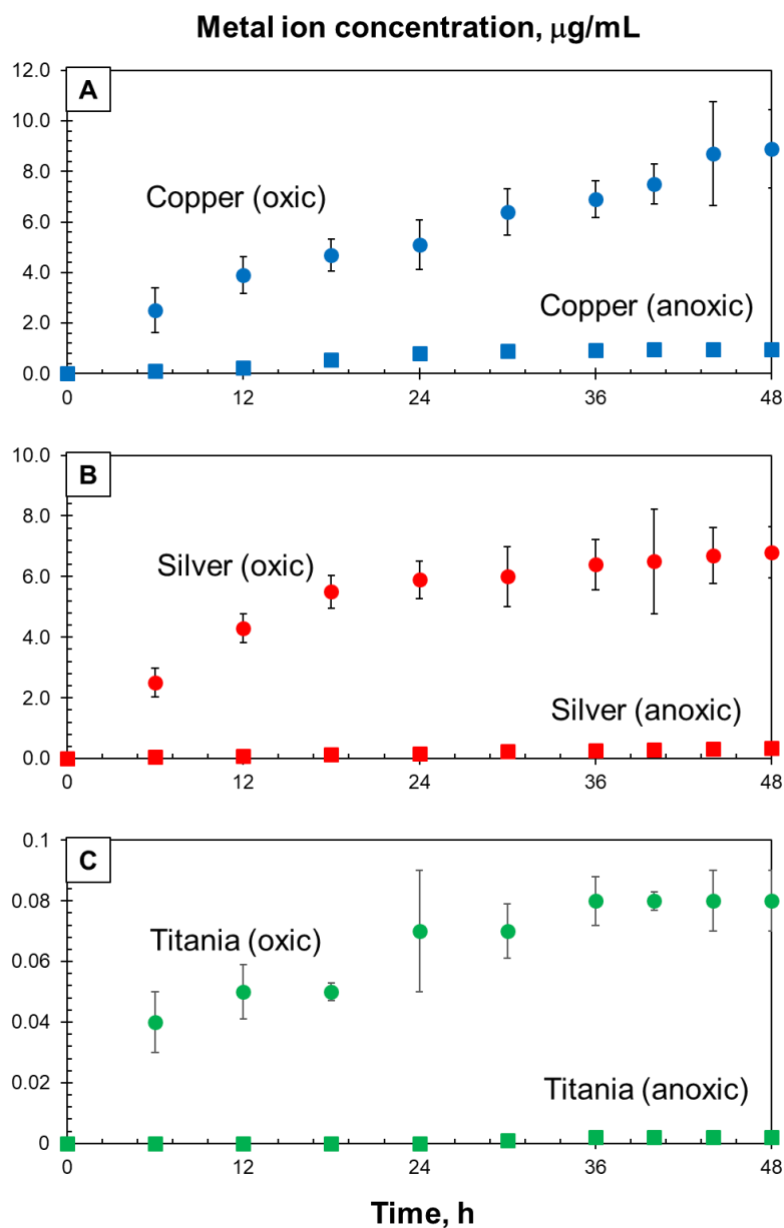 Metal ion concentration, μg/mL
A
12.0
10.0
8.0
6.0
4.0
2.0
0.0
Copper (oxic)
Copper (anoxic)
0 12 24 36 48
B
10.0
8.0
6.0
4.0
2.0
0.0
Silver (oxic)
Silver (anoxic)
0 12 24 36 48
C
0.1
0.08
0.06
0.04
0.02
0
Titania (oxic)
Titania (anoxic)
0 12 24 36 48
Time, h